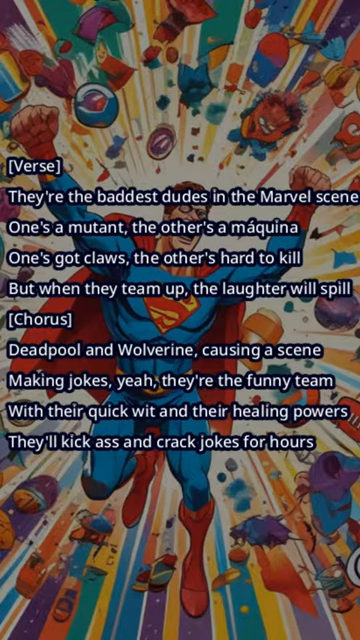 [Verse]
They're the baddest dudes in the Marvel scene
One's a mutant, the other's a máquina
One's got claws, the other's hard to kill
But when they team up, the laughter will spill
[Chorus]
Deadpool and Wolverine, causing a scene
Making jokes, yeah, they're the funny team
With their quick wit and their healing powers
They'll kick ass and crack jokes for hours